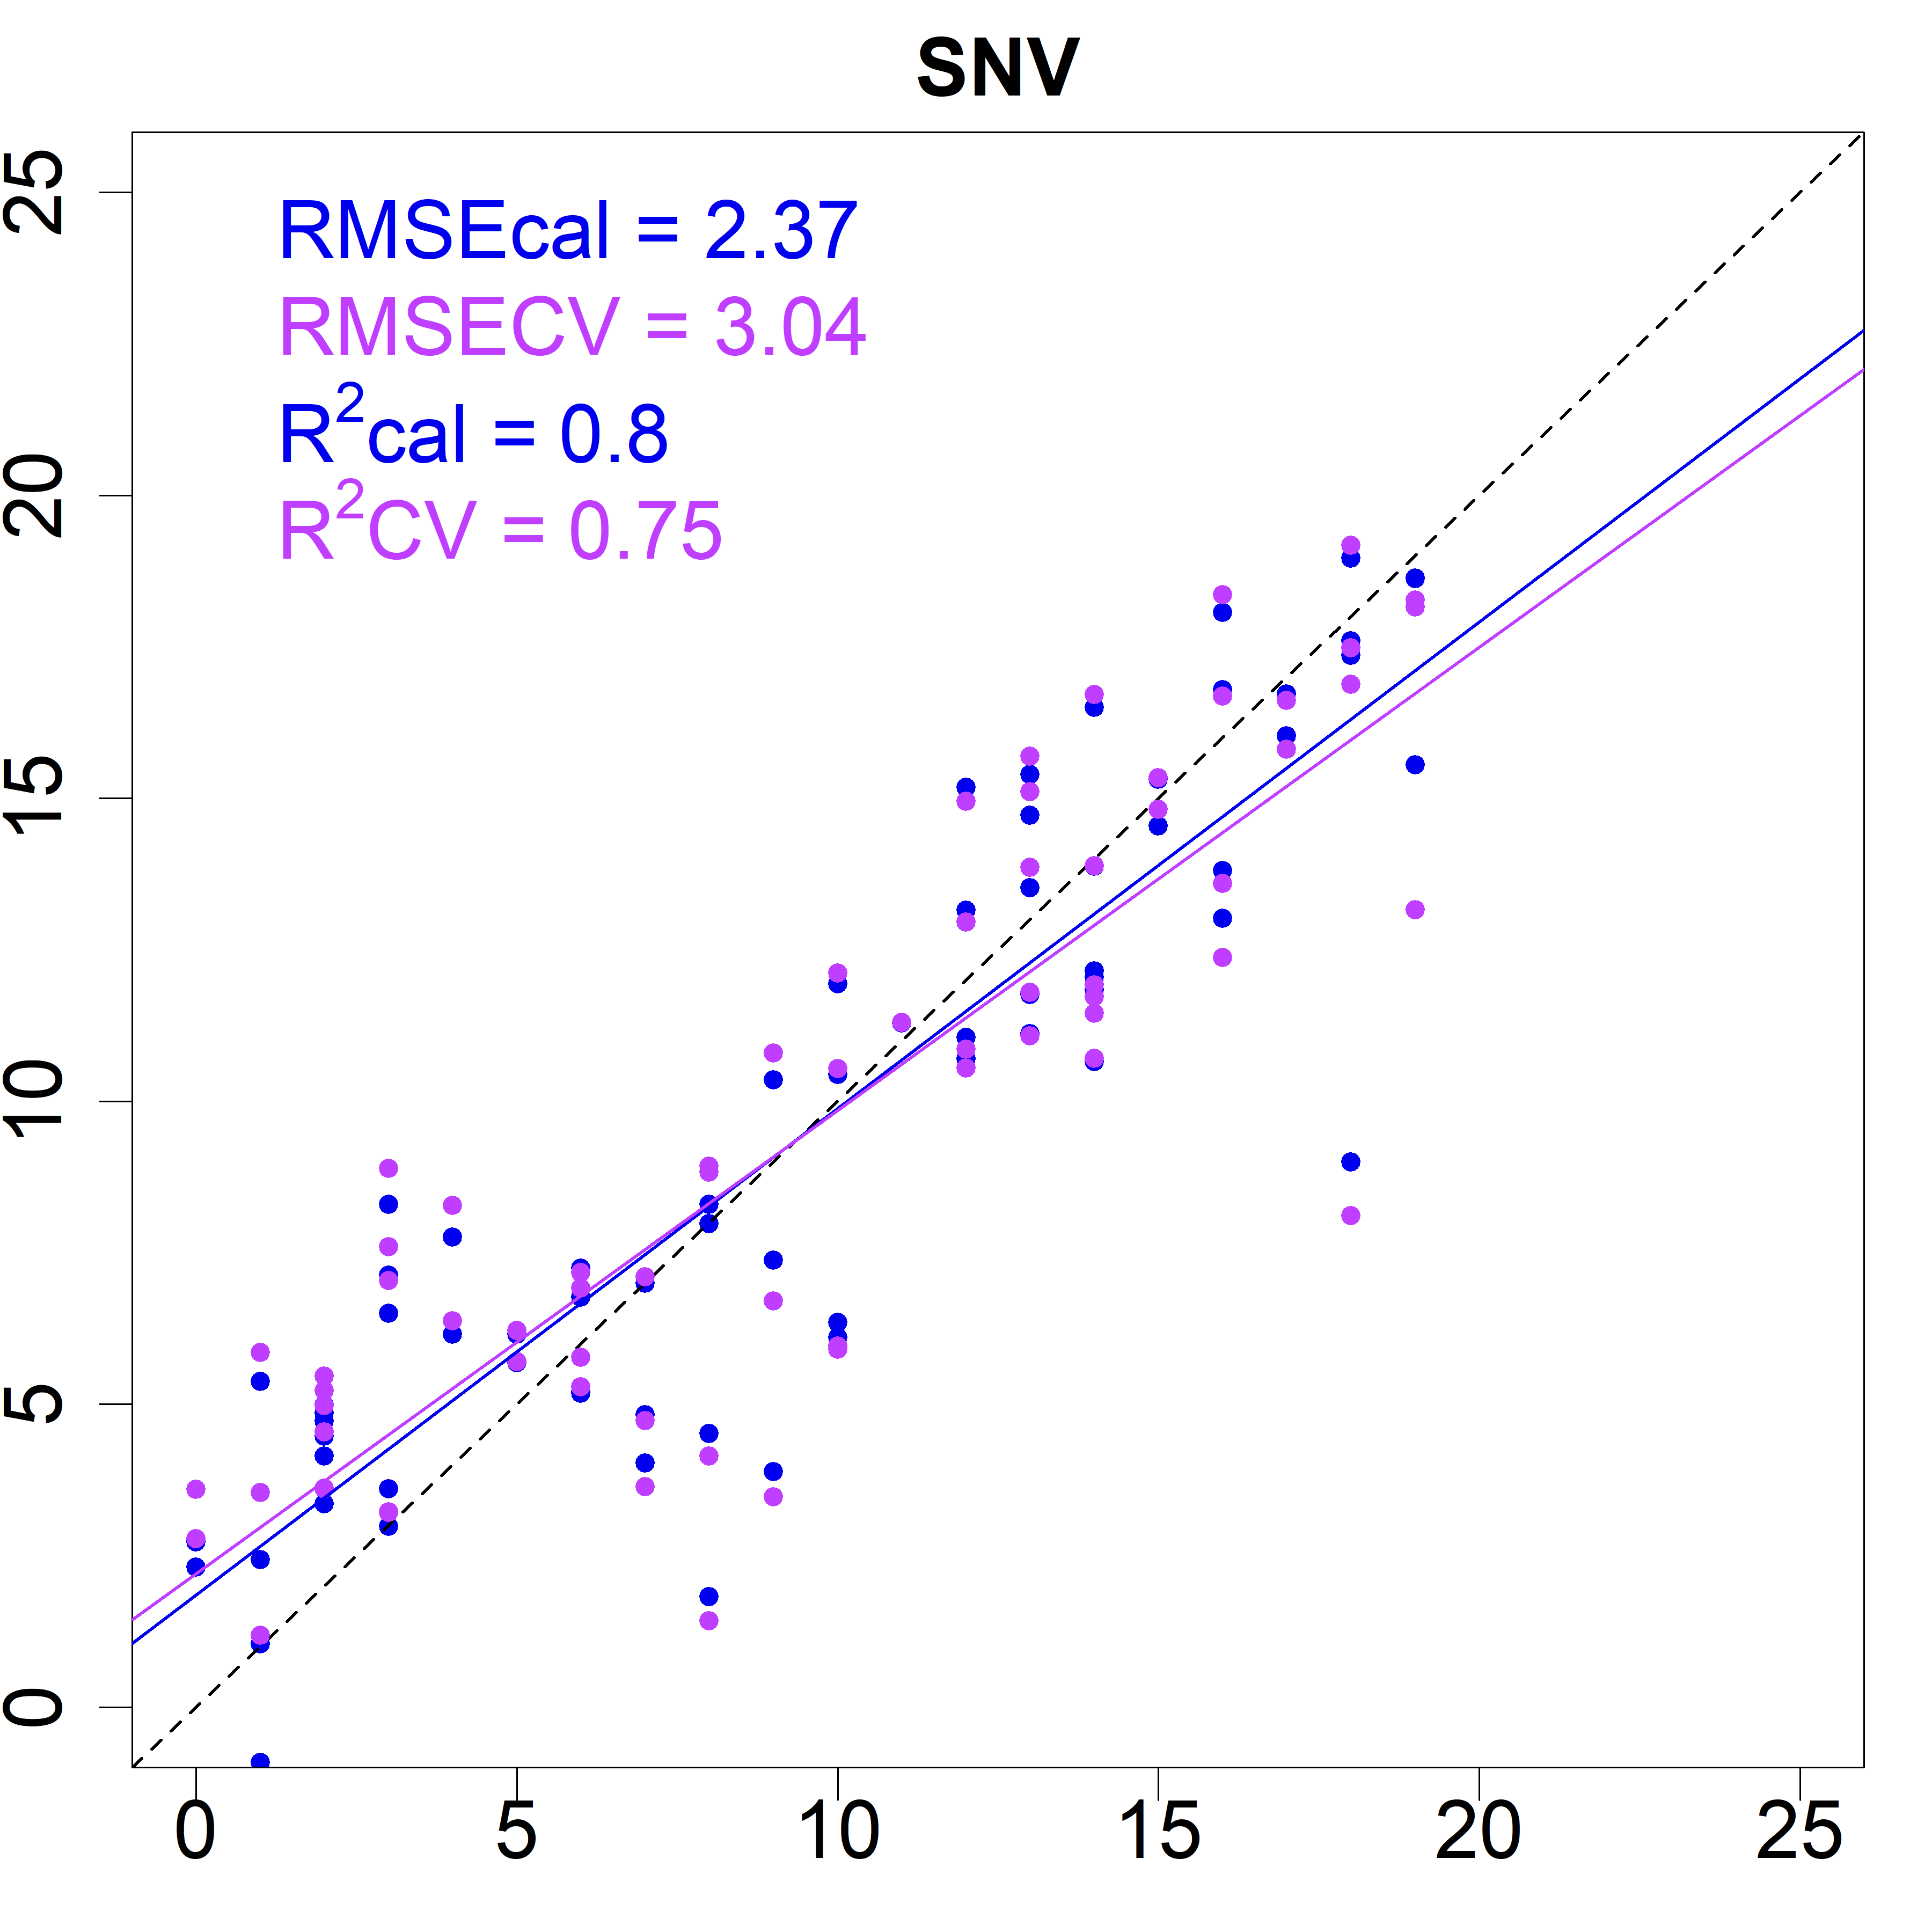 SNV
RMSEcal = 2.37
RMSECV = 3.04
R²cal = 0.8
R²CV = 0.75
25
20
15
10
5
0
0 5 10 15 20 25